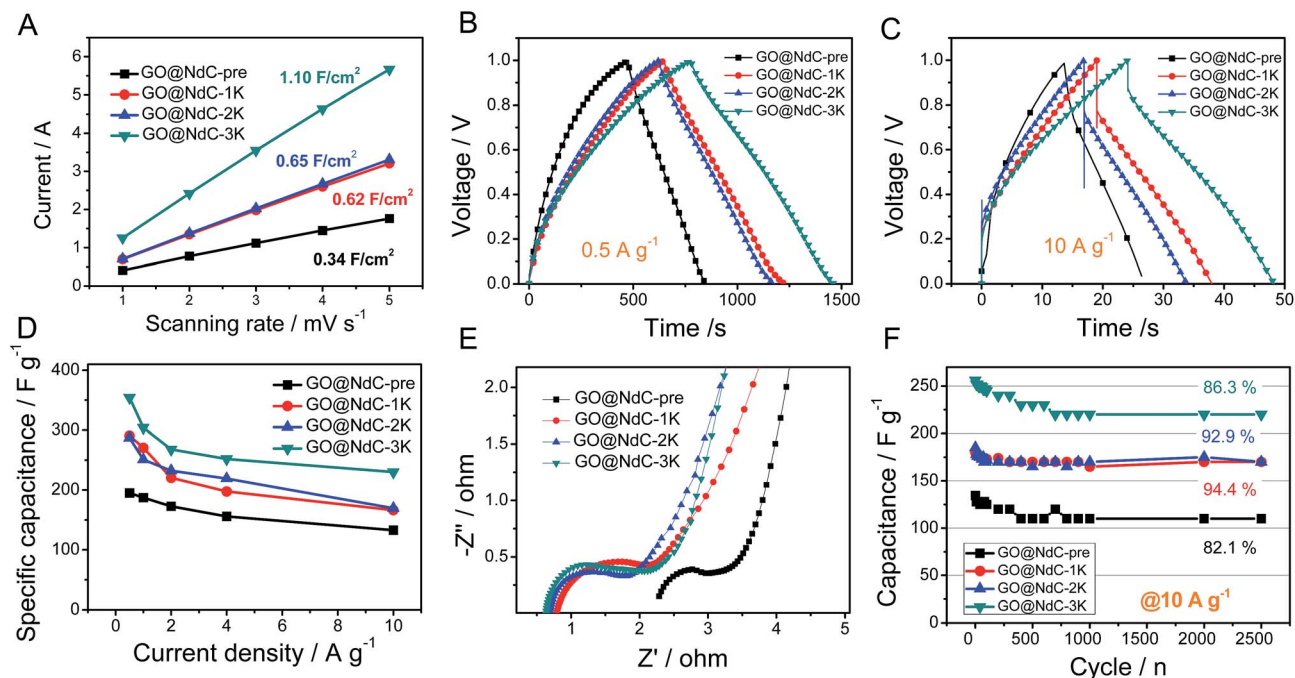 A
6
5
4
3
2
1
0
Current / A
GO@NdC-pre
GO@NdC-1K
GO@NdC-2K
GO@NdC-3K
1.10 F/cm²
0.65 F/cm²
0.62 F/cm²
0.34 F/cm²
1 2 3 4 5
Scanning rate / mV s⁻¹
B
1.0
0.8
0.6
0.4
0.2
0.0
Voltage / V
GO@NdC-pre
GO@NdC-1K
GO@NdC-2K
GO@NdC-3K
0.5 A g⁻¹
0 500 1000 1500
Time /s
C
1.0
0.8
0.6
0.4
0.2
0.0
Voltage / V
GO@NdC-pre
GO@NdC-1K
GO@NdC-2K
GO@NdC-3K
10 A g⁻¹
0 10 20 30 40 50
Time /s
D
400
300
200
100
0
Specific capacitance / F g⁻¹
GO@NdC-pre
GO@NdC-1K
GO@NdC-2K
GO@NdC-3K
0 2 4 6 8 10
Current density / A g⁻¹
E
2.0
1.5
1.0
0.5
-Z'' / ohm
GO@NdC-pre
GO@NdC-1K
GO@NdC-2K
GO@NdC-3K
1 2 3 4 5
Z' / ohm
F
250
200
150
100
50
0
Capacitance / F g⁻¹
86.3 %
92.9 %
94.4 %
82.1 %
GO@NdC-pre
GO@NdC-1K
GO@NdC-2K
GO@NdC-3K
@10 A g⁻¹
0 500 1000 1500 2000 2500
Cycle / n